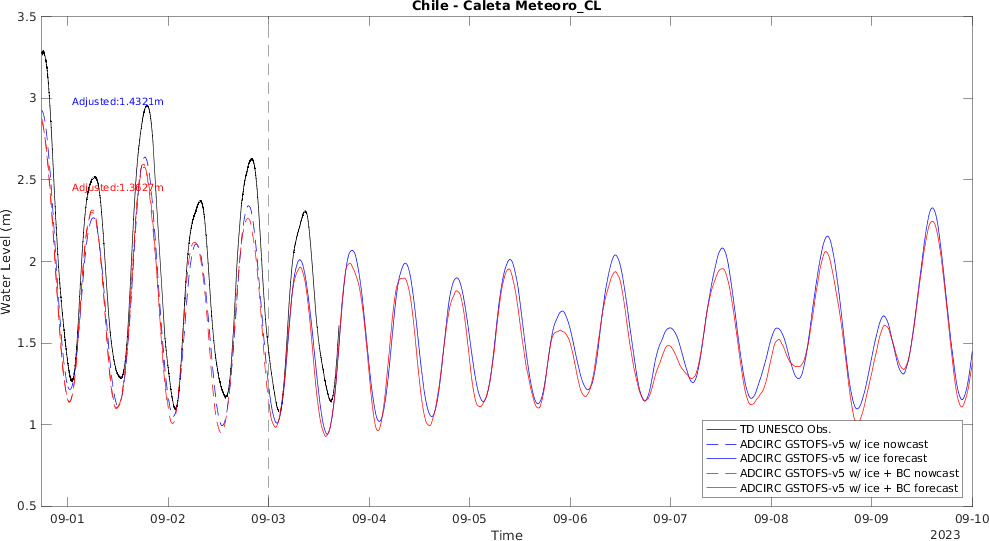 Chile - Caleta Meteoro_CL
3.5
3
2.5
2
1.5
1
0.5
Water Level (m)
Adjusted:1.4321m
Adjusted:1.3627m
TD UNESCO Obs.
ADCIRC GSTOFS-v5 w/ ice nowcast
ADCIRC GSTOFS-v5 w/ ice forecast
ADCIRC GSTOFS-v5 w/ ice + BC nowcast
ADCIRC GSTOFS-v5 w/ ice + BC forecast
09-01 09-02 09-03 09-04 09-05 09-06 09-07 09-08 09-09 09-10
Time
2023